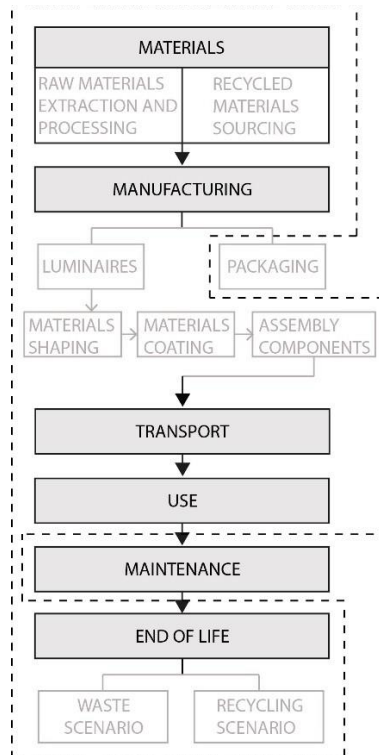 MATERIALS
RAW MATERIALS
EXTRACTION AND
PROCESSING
RECYCLED
MATERIALS
SOURCING
MANUFACTURING
LUMINAIRES
PACKAGING
MATERIALS
SHAPING
MATERIALS
COATING
ASSEMBLY
COMPONENTS
TRANSPORT
USE
MAINTENANCE
END OF LIFE
WASTE
SCENARIO
RECYCLING
SCENARIO